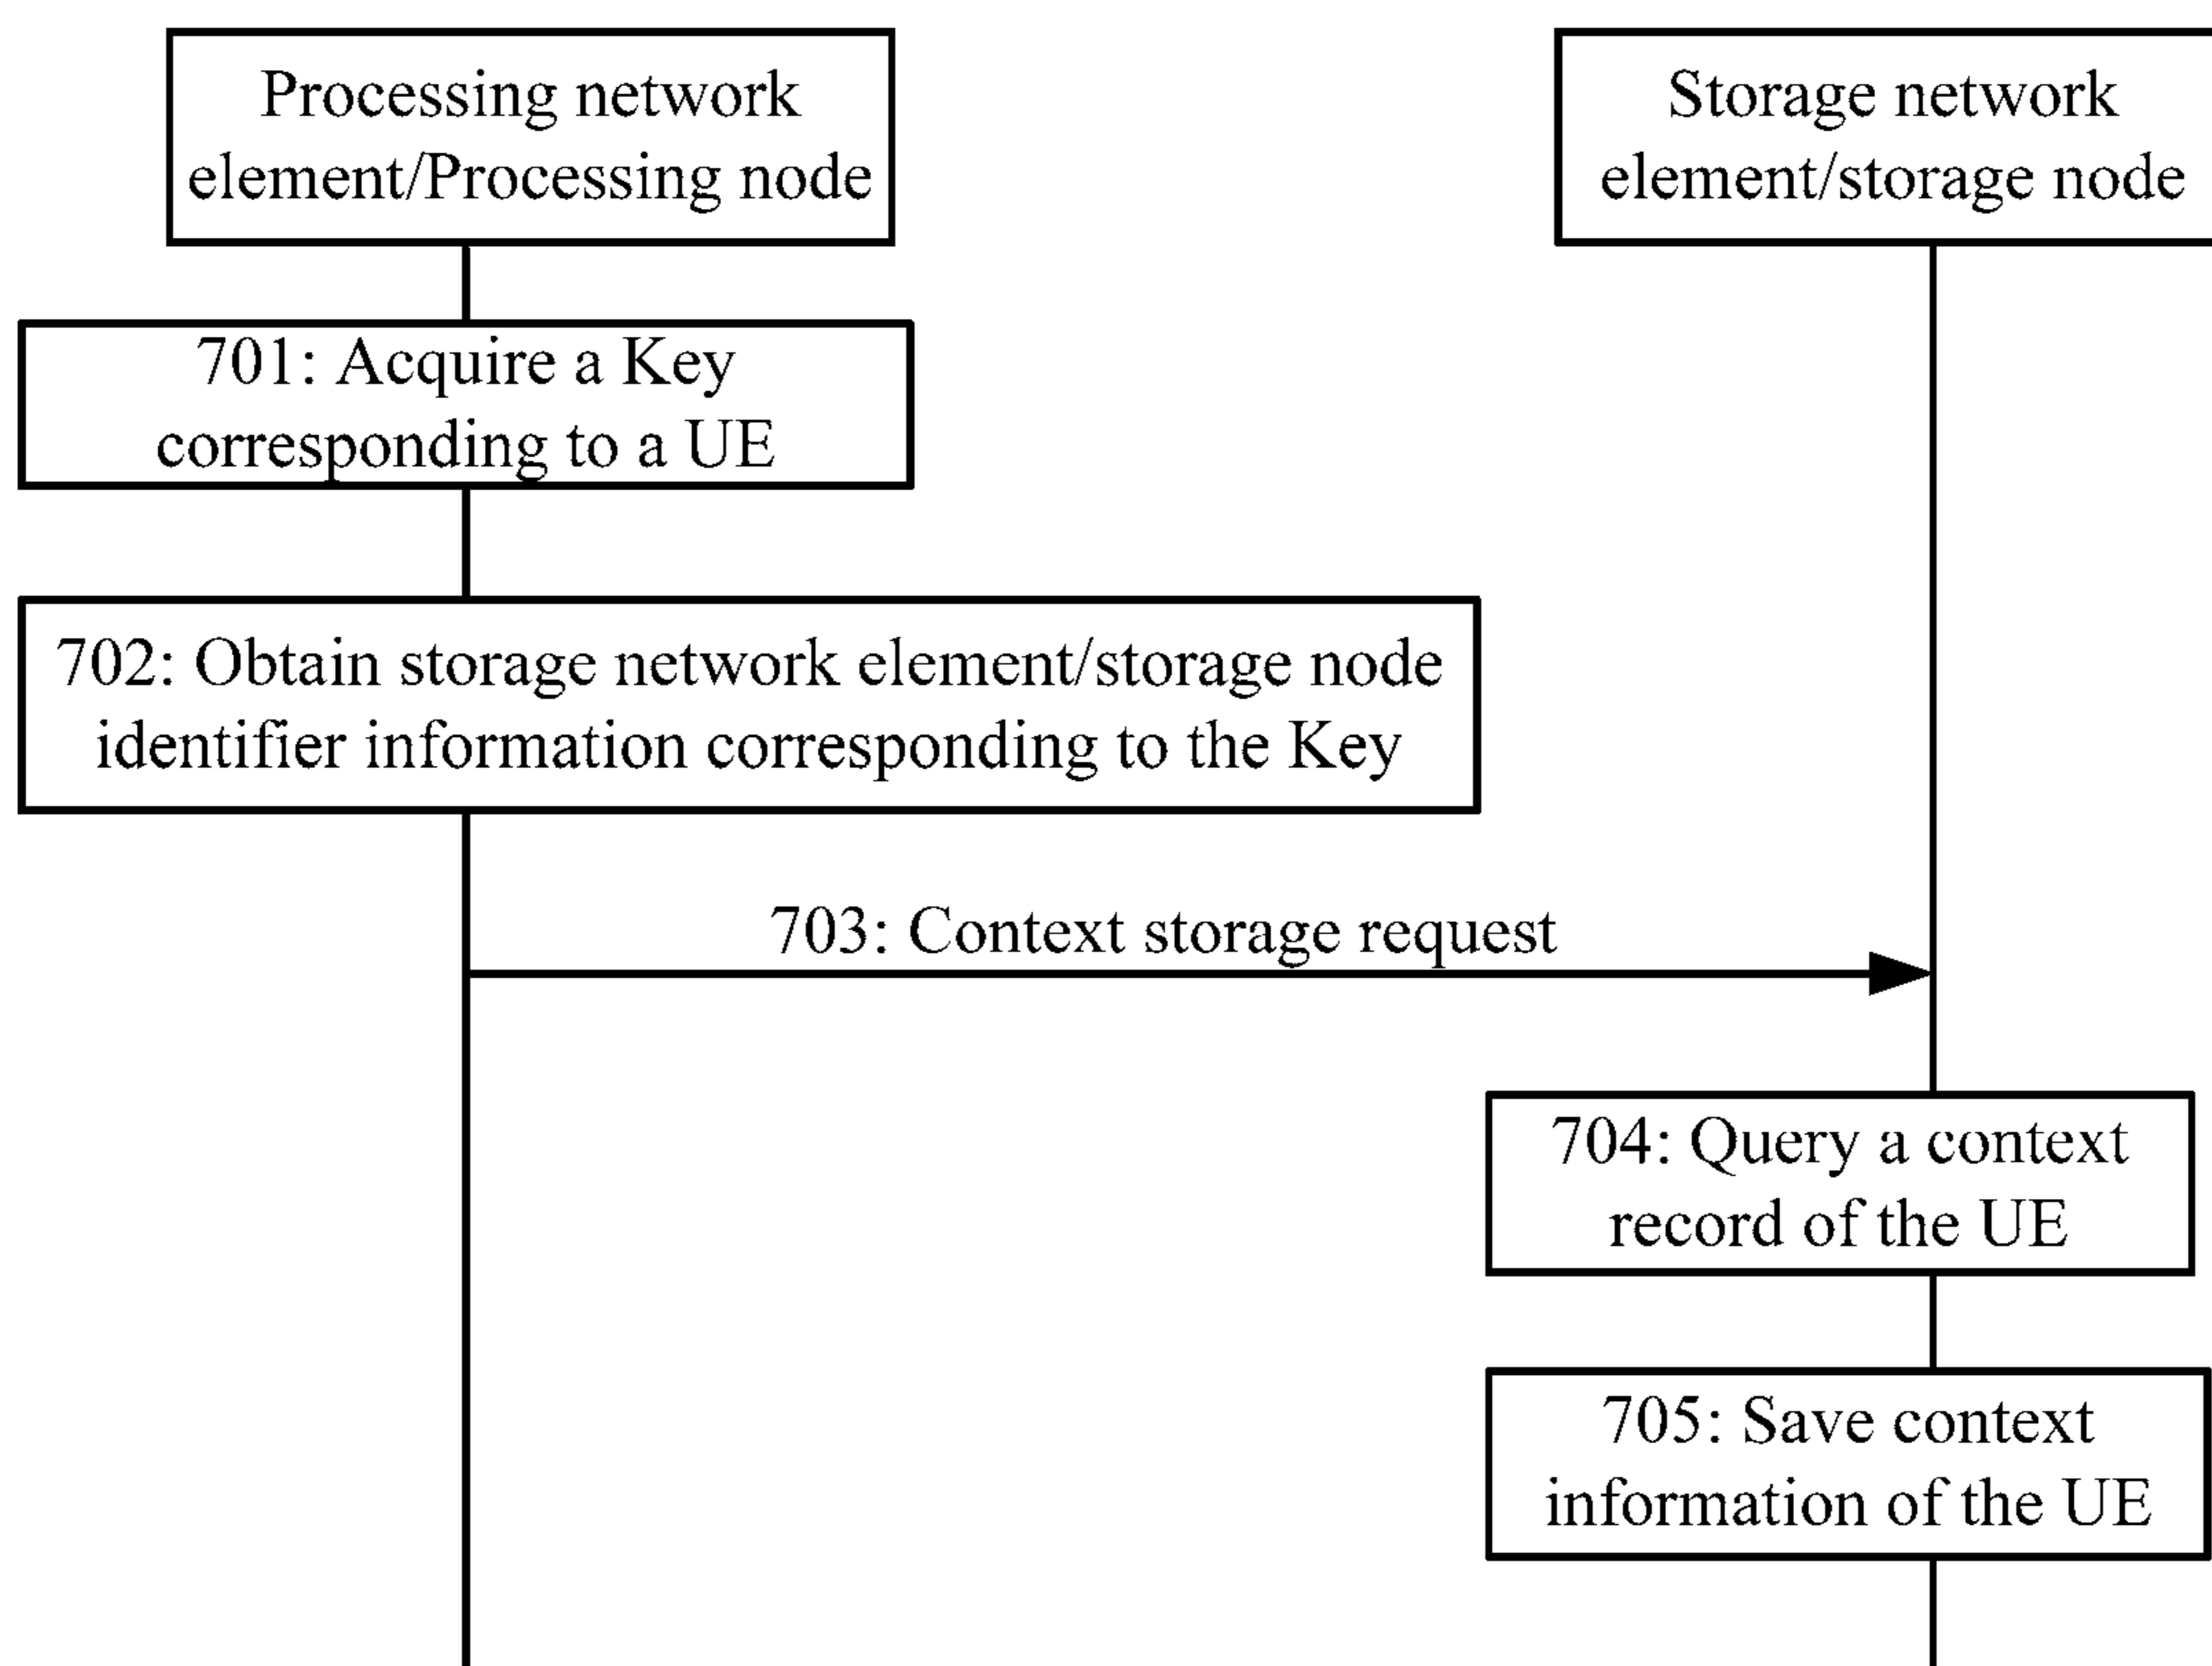 Processing network
element/Processing node
Storage network
element/storage node
701: Acquire a Key
corresponding to a UE
702: Obtain storage network element/storage node
identifier information corresponding to the Key
703: Context storage request
704: Query a context
record of the UE
705: Save context
information of the UE